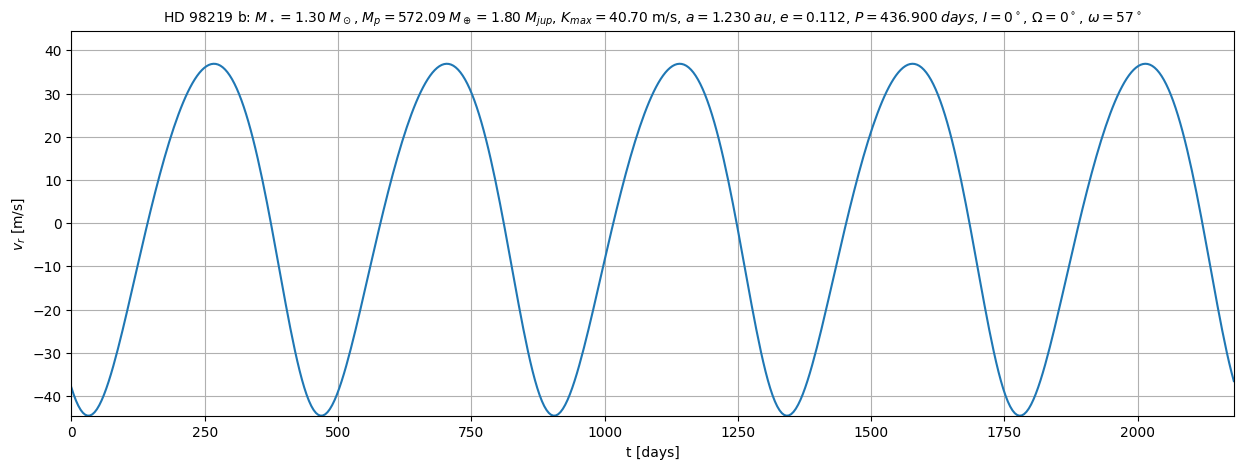 HD 98219 b: M⋆ = 1.30 M⊙, Mp = 572.09 M⊕ = 1.80 Mjup, Kmax = 40.70 m/s, a = 1.230 au, e = 0.112, P = 436.900 days, I = 0°, Ω = 0°, ω = 57°
40
30
20
10
0
−10
−20
−30
−40
vr [m/s]
0 250 500 750 1000 1250 1500 1750 2000
t [days]